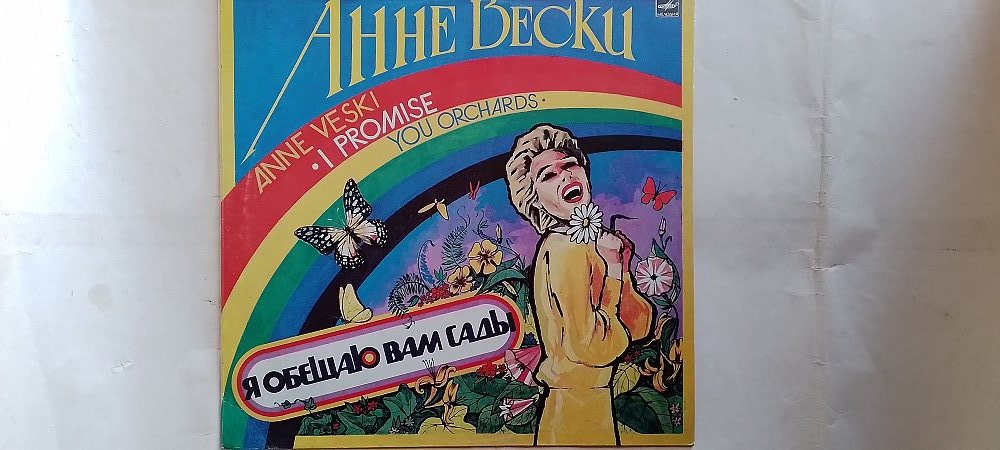 Анне Вески
ANNE VESKI
• I PROMISE
YOU ORCHARDS •
Я ОБЕЩАЮ ВАМ САДЫ